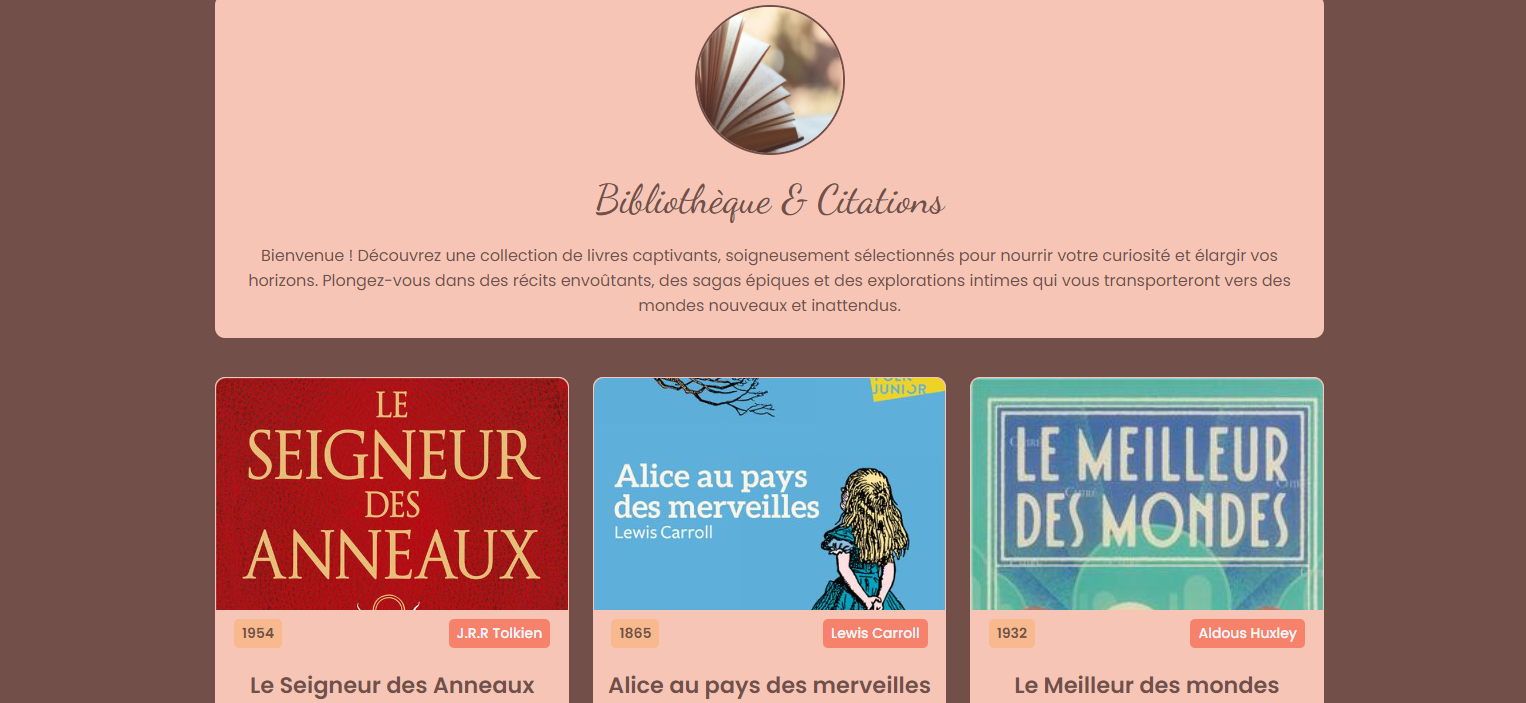 Bibliothèque & Citations
Bienvenue ! Découvrez une collection de livres captivants, soigneusement sélectionnés pour nourrir votre curiosité et élargir vos
horizons. Plongez-vous dans des récits envoûtants, des sagas épiques et des explorations intimes qui vous transporteront vers des
mondes nouveaux et inattendus.
LE
SEIGNEUR
DES
ANNEAUX
1954
J.R.R Tolkien
Le Seigneur des Anneaux
JUNIOR
Alice au pays
des merveilles
Lewis Carroll
1865
Lewis Carroll
Alice au pays des merveilles
LE MEILLEUR
DES MONDES
1932
Aldous Huxley
Le Meilleur des mondes